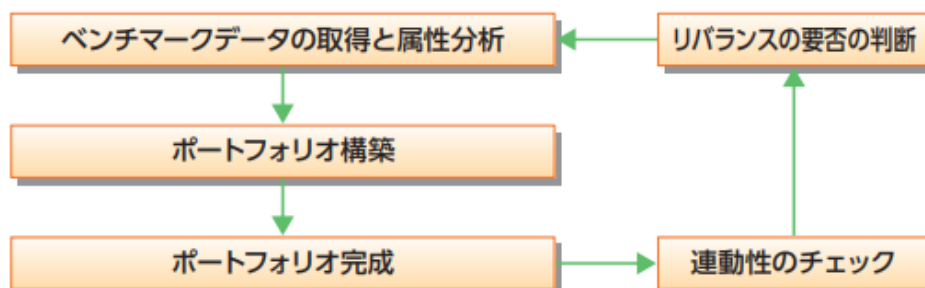 ベンチマークデータの取得と属性分析
リバランスの要否の判断
ポートフォリオ構築
ポートフォリオ完成
連動性のチェック